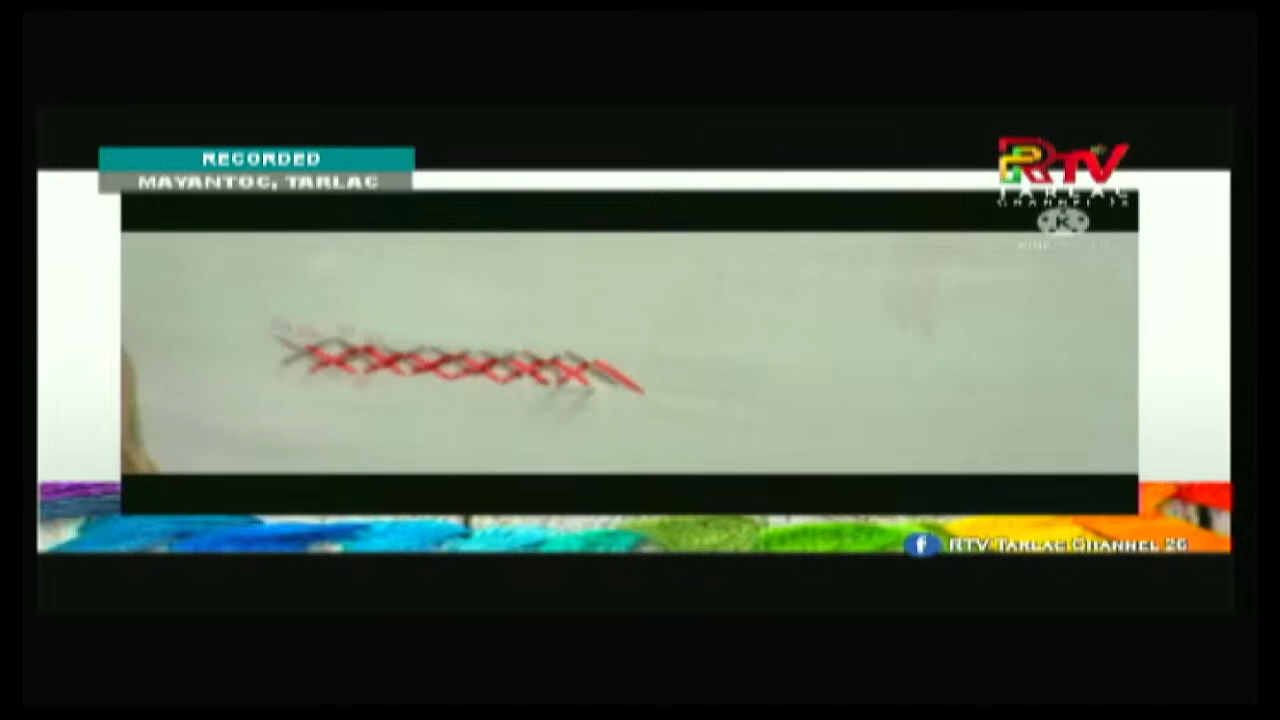 RECORDED
MAYANTOC, TARLAC
RTV
TARLAC
K
f RTV TARLAC CHANNEL 26